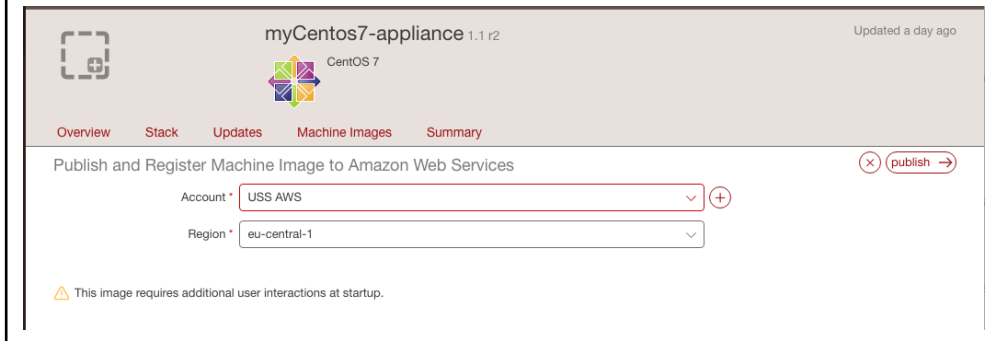 myCentos7-appliance 1.1 r2
Updated a day ago
CentOS 7
Overview Stack Updates Machine Images Summary
Publish and Register Machine Image to Amazon Web Services
publish
Account * USS AWS
Region * eu-central-1
This image requires additional user interactions at startup.